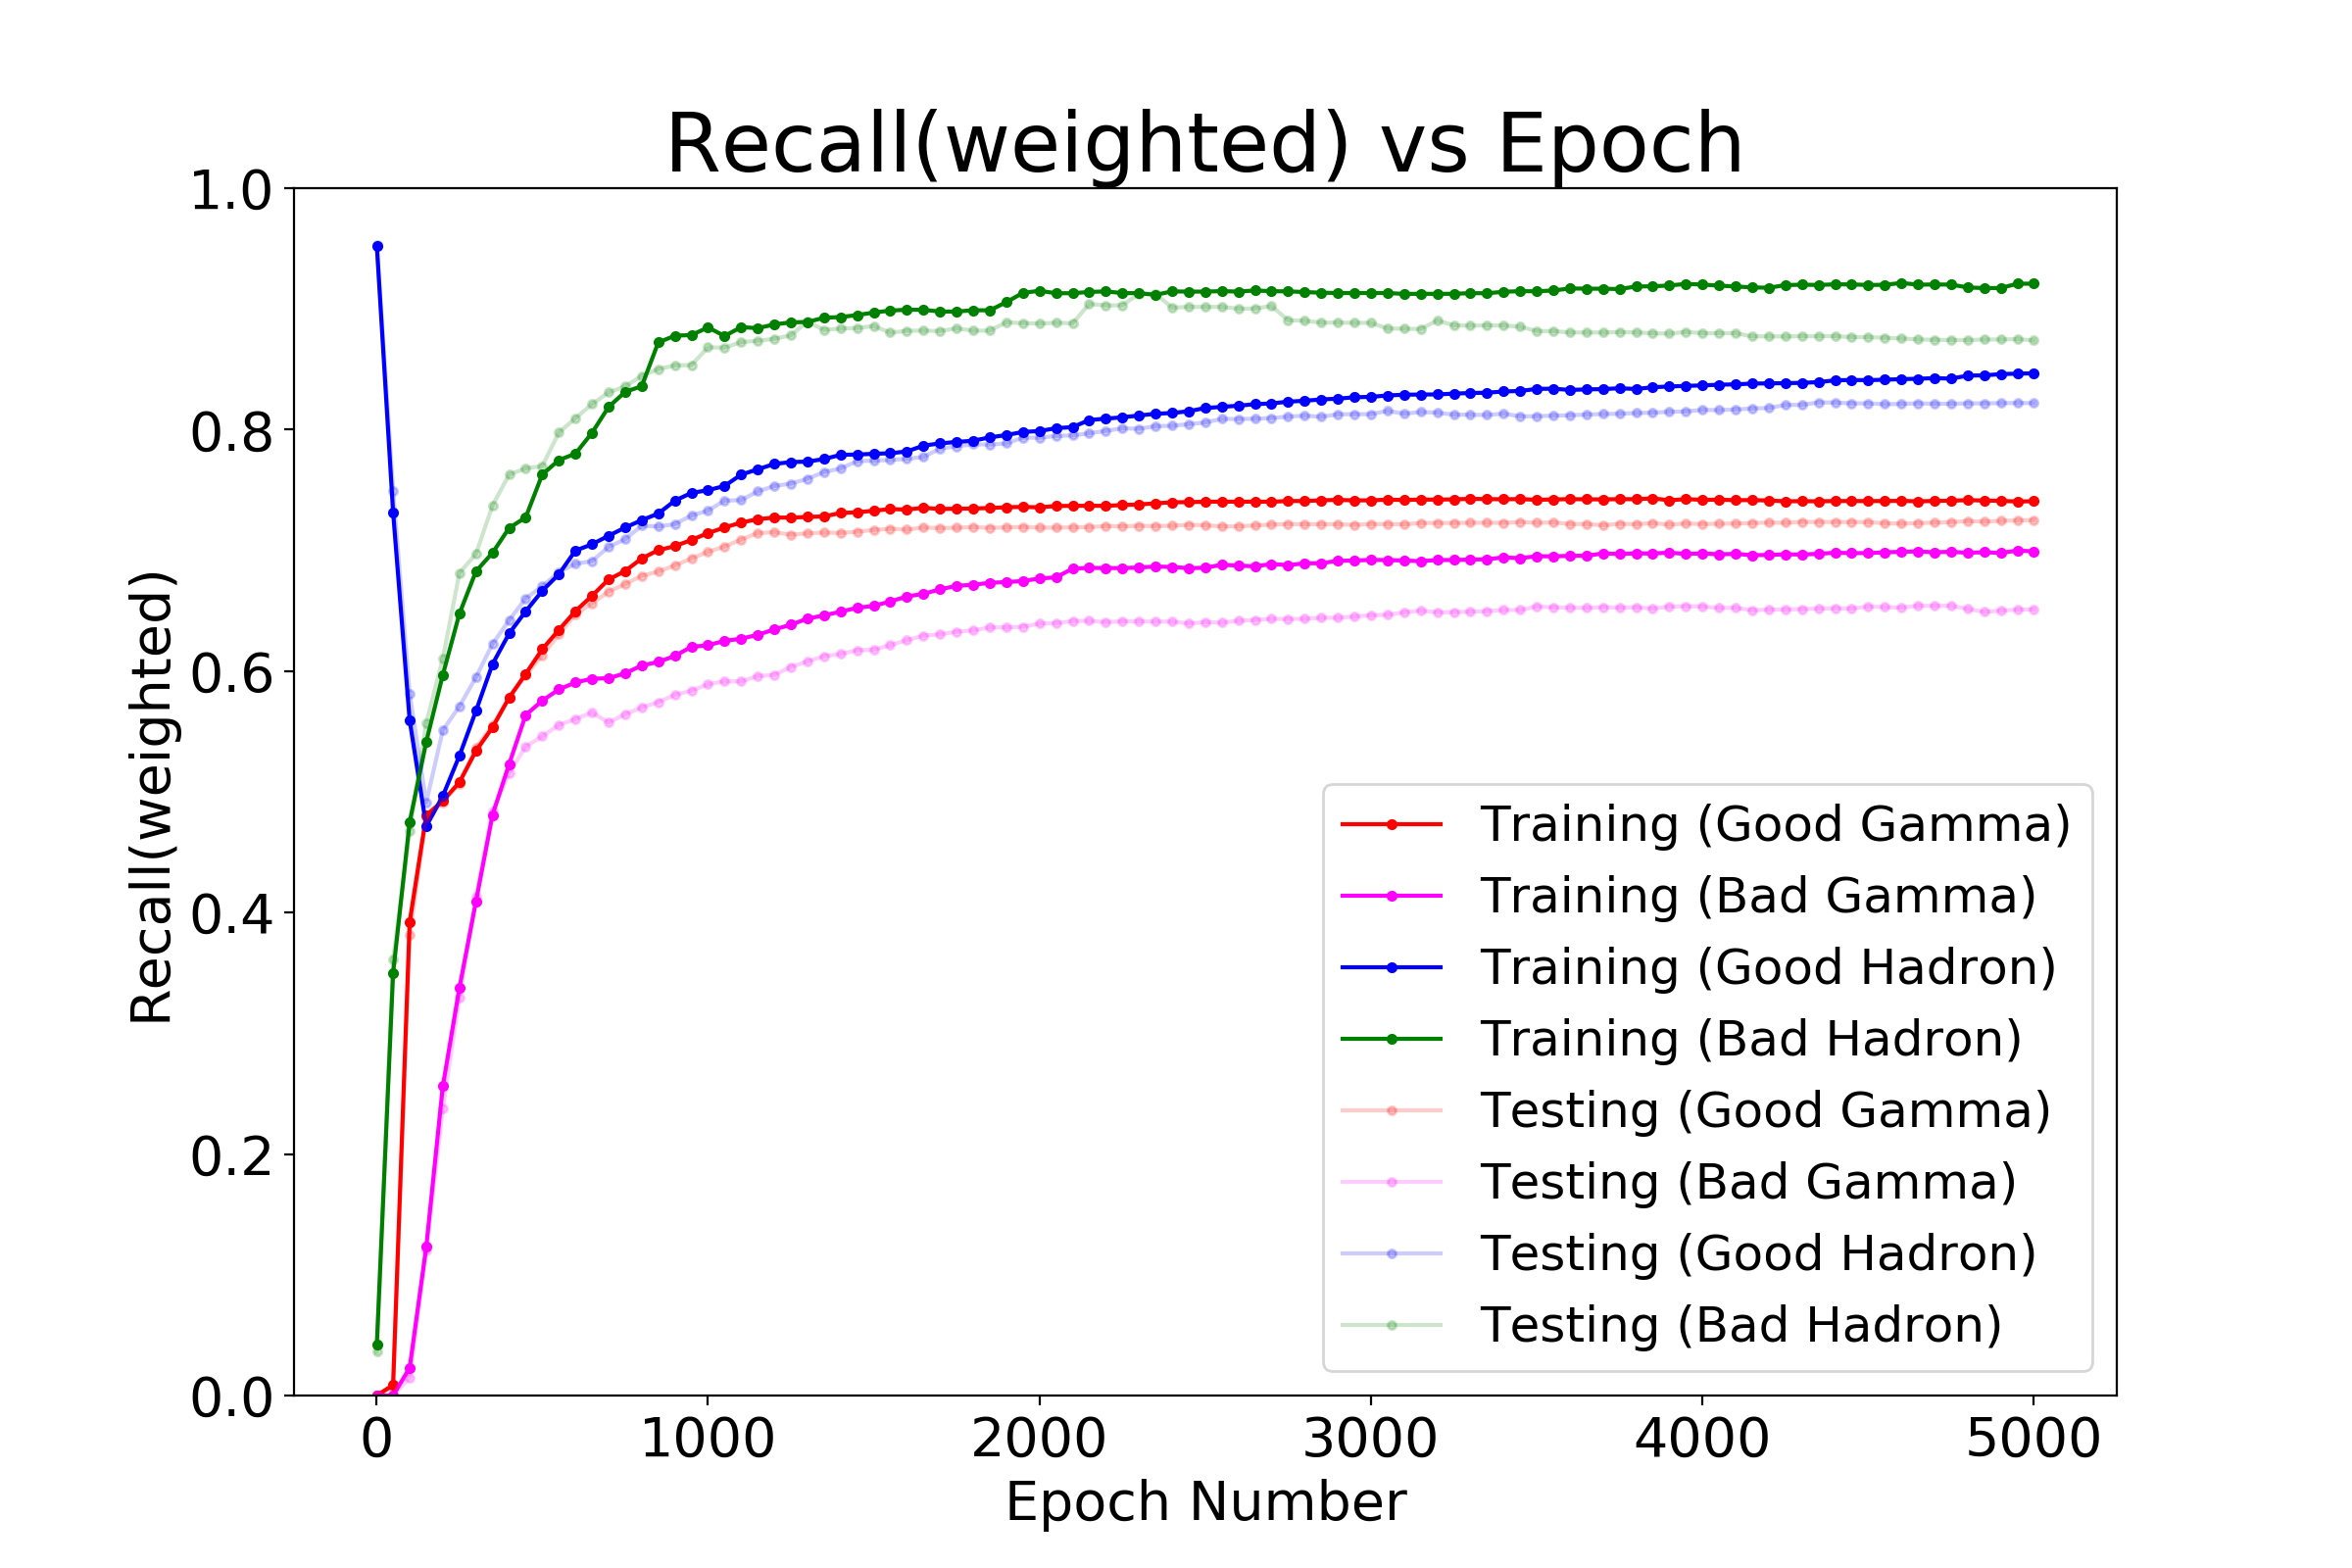 Recall(weighted) vs Epoch
Recall(weighted)
1.0
0.8
0.6
0.4
0.2
0.0
0 1000 2000 3000 4000 5000
Epoch Number
Training (Good Gamma)
Training (Bad Gamma)
Training (Good Hadron)
Training (Bad Hadron)
Testing (Good Gamma)
Testing (Bad Gamma)
Testing (Good Hadron)
Testing (Bad Hadron)